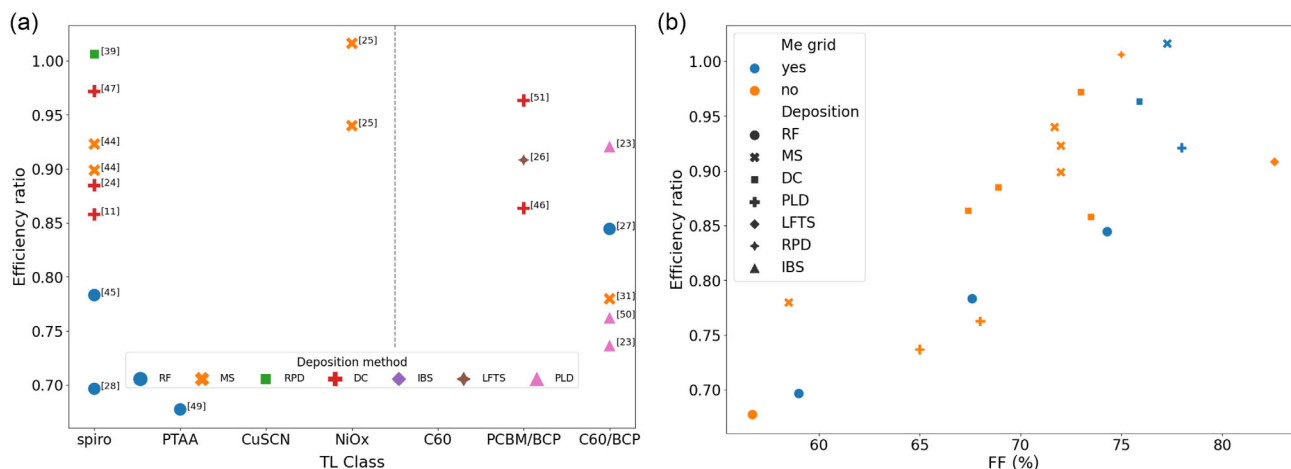 (a)
Efficiency ratio
1.00
0.95
0.90
0.85
0.80
0.75
0.70
[39]
[47]
[44]
[44]
[24]
[11]
[45]
[28]
[49]
[25]
[25]
[51]
[26]
[46]
[23]
[27]
[31]
[50]
[23]
Deposition method
RF MS RPD DC IBS LFTS PLD
spiro PTAA CuSCN NiOx C60 PCBM/BCP C60/BCP
TL Class
(b)
Efficiency ratio
1.00
0.95
0.90
0.85
0.80
0.75
0.70
Me grid
yes
no
Deposition
RF
MS
DC
PLD
LFTS
RPD
IBS
60 65 70 75 80
FF (%)